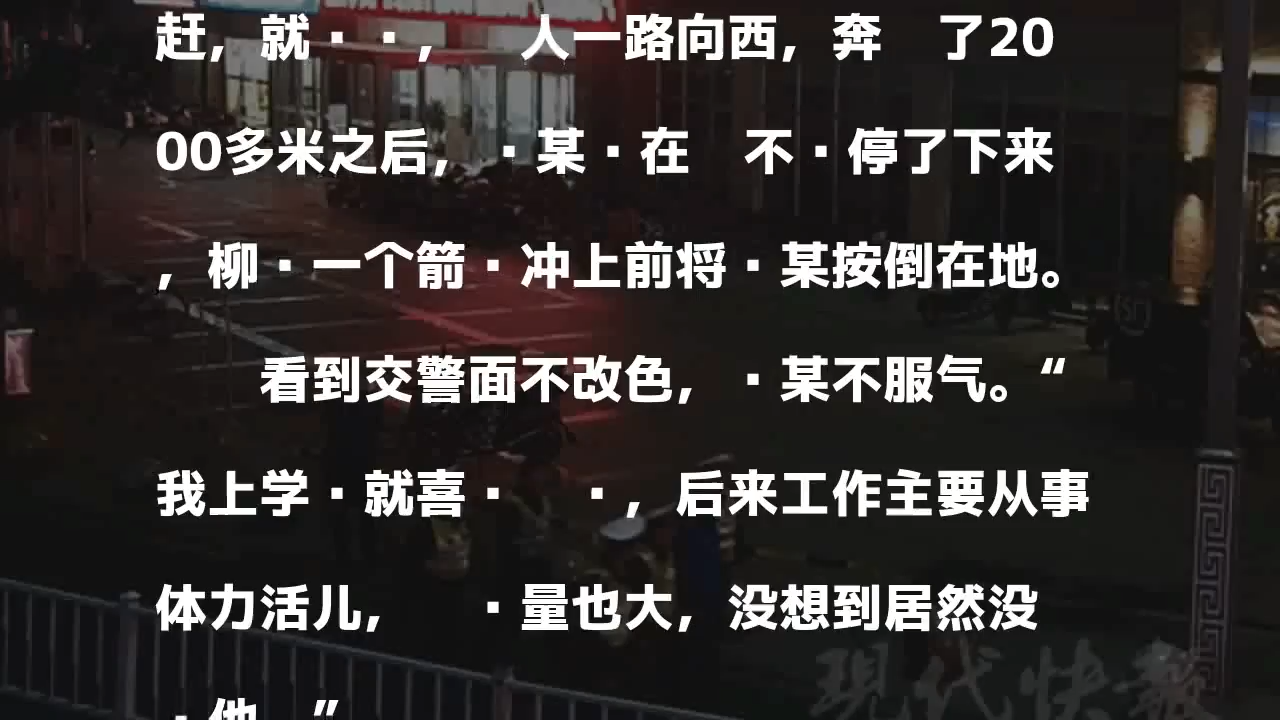 赶，就··， 人一路向西，奔 了20
00多米之后，·某·在 不·停了下来
，柳·一个箭·冲上前将·某按倒在地。
看到交警面不改色，·某不服气。“
我上学·就喜· ·，后来工作主要从事
体力活儿， ·量也大，没想到居然没
·他 ”
现代快报